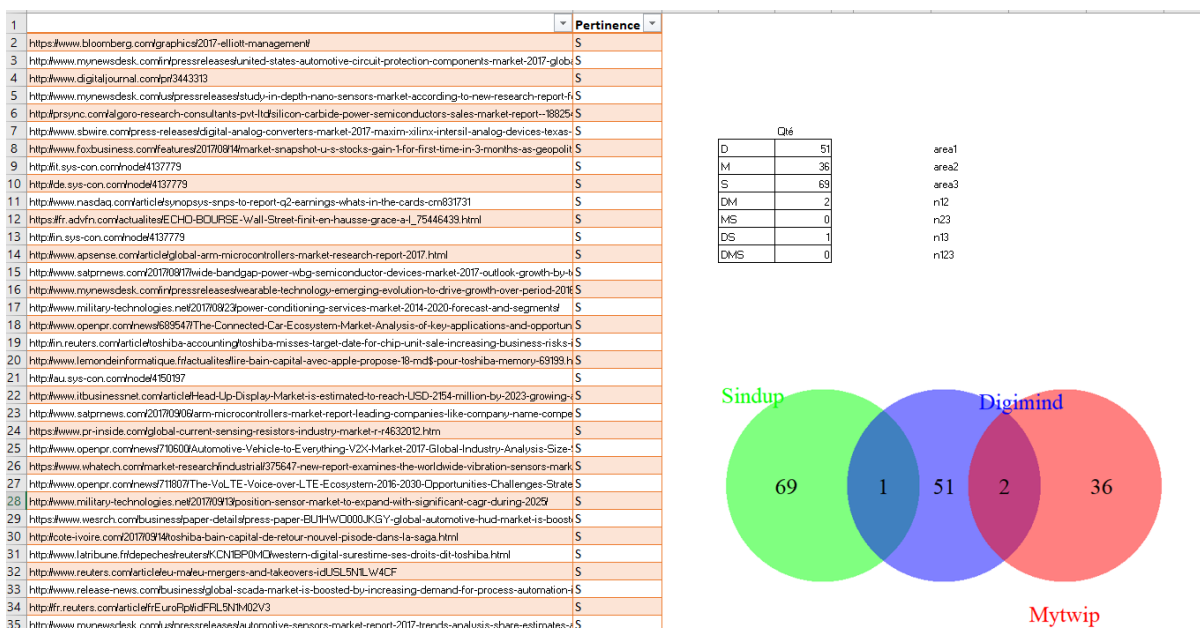 1 Pertinence
2 https://www.bloomberg.com/graphics/2017-elliott-management/ S
3 http://www.mynewsdesk.com/in/pressreleases/united-states-automotive-circuit-protection-components-market-2017-globa S
4 http://www.digitaljournal.com/pr/3443313 S
5 http://www.mynewsdesk.com/us/pressreleases/study-in-depth-nano-sensors-market-according-to-new-research-report-f S
6 http://prsync.com/algoro-research-consultants-pvt-ltd/silicon-carbide-power-semiconductors-sales-market-report--18825 S
7 http://www.sbwire.com/press-releases/digital-analog-converters-market-2017-maxim-xilinx-intersil-analog-devices-texas- S
8 http://www.foxbusiness.com/features/2017/08/14/market-snapshot-u-s-stocks-gain-1-for-first-time-in-3-months-as-geopolit S
9 http://it.sys-con.com/node/4137779 S
10 http://de.sys-con.com/node/4137779 S
11 http://www.nasdaq.com/article/synopsys-snps-to-report-q2-earnings-whats-in-the-cards-cm831731 S
12 https://fr.advfn.com/actualites/ECHO-BOURSE-Wall-Street-finit-en-hausse-grace-a-l_75446439.html S
13 http://in.sys-con.com/node/4137779 S
14 http://www.apsense.com/article/global-arm-microcontrollers-market-research-report-2017.html S
15 http://www.satprnews.com/2017/08/17/wide-bandgap-power-wbg-semiconductor-devices-market-2017-outlook-growth-by-t S
16 http://www.mynewsdesk.com/in/pressreleases/wearable-technology-emerging-evolution-to-drive-growth-over-period-2016 S
17 http://www.military-technologies.net/2017/08/23/power-conditioning-services-market-2014-2020-forecast-and-segments/ S
18 http://www.openpr.com/news/689547/The-Connected-Car-Ecosystem-Market-Analysis-of-key-applications-and-opportun S
19 http://in.reuters.com/article/toshiba-accounting/toshiba-misses-target-date-for-chip-unit-sale-increasing-business-risks-i S
20 http://www.lemondeinformatique.fr/actualites/lire-bain-capital-avec-apple-propose-18-md$-pour-toshiba-memory-69199.h S
21 http://au.sys-con.com/node/4150197 S
22 http://www.itbusinessnet.com/article/Head-Up-Display-Market-is-estimated-to-reach-USD-2154-million-by-2023-growing-a S
23 http://www.satprnews.com/2017/09/06/arm-microcontrollers-market-report-leading-companies-like-company-name-compe S
24 https://www.pr-inside.com/global-current-sensing-resistors-industry-market-r-r4632012.htm S
25 http://www.openpr.com/news/710600/Automotive-Vehicle-to-Everything-V2X-Market-2017-Global-Industry-Analysis-Size- S
26 https://www.whatech.com/market-research/industrial/375647-new-report-examines-the-worldwide-vibration-sensors-mark S
27 http://www.openpr.com/news/711807/The-VoLTE-Voice-over-LTE-Ecosystem-2016-2030-Opportunities-Challenges-Strate S
28 http://www.military-technologies.net/2017/09/13/position-sensor-market-to-expand-with-significant-cagr-during-2025/ S
29 https://www.wesrch.com/business/paper-details/press-paper-BU1HWO000JKGY-global-automotive-hud-market-is-boost S
30 http://cote-ivoire.com/2017/09/14/toshiba-bain-capital-de-retour-nouvel-pisode-dans-la-saga.html S
31 http://www.latribune.fr/depeches/reuters/KCN1BP0MO/western-digital-surestime-ses-droits-dit-toshiba.html S
32 http://www.reuters.com/article/eu-ma/eu-mergers-and-takeovers-idUSL5N1LW4CF S
33 http://www.release-news.com/business/global-scada-market-is-boosted-by-increasing-demand-for-process-automation-i S
34 http://fr.reuters.com/article/frEuroRpt/idFRL5N1M02V3 S
35 http://www.mynewsdesk.com/us/pressreleases/automotive-sensors-market-report-2017-trends-analysis-share-estimates- S
Qté
D 51 area1
M 36 area2
S 69 area3
DM 2 n12
MS 0 n23
DS 1 n13
DMS 0 n123
Sindup
Digimind
69 1 51 2 36
Mytwip